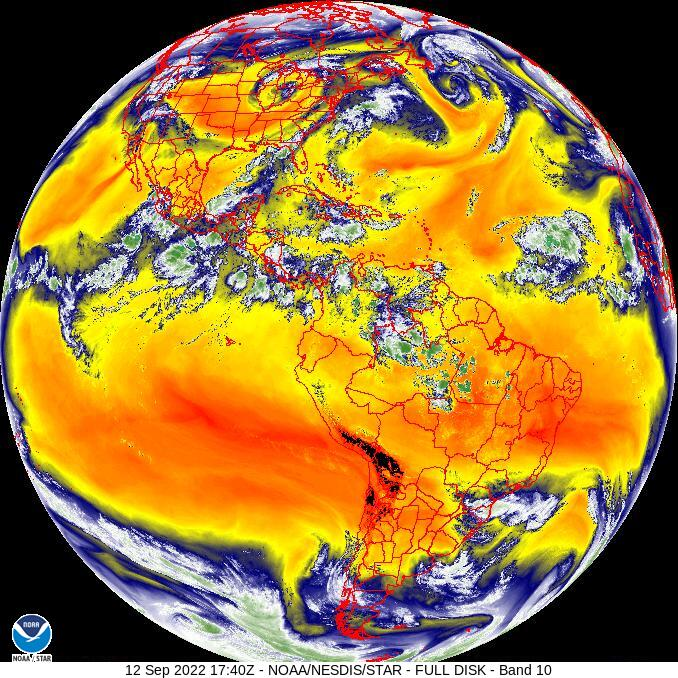 NOAA
NOAA STAR
12 Sep 2022 17:40Z - NOAA/NESDIS/STAR - FULL DISK - Band 10